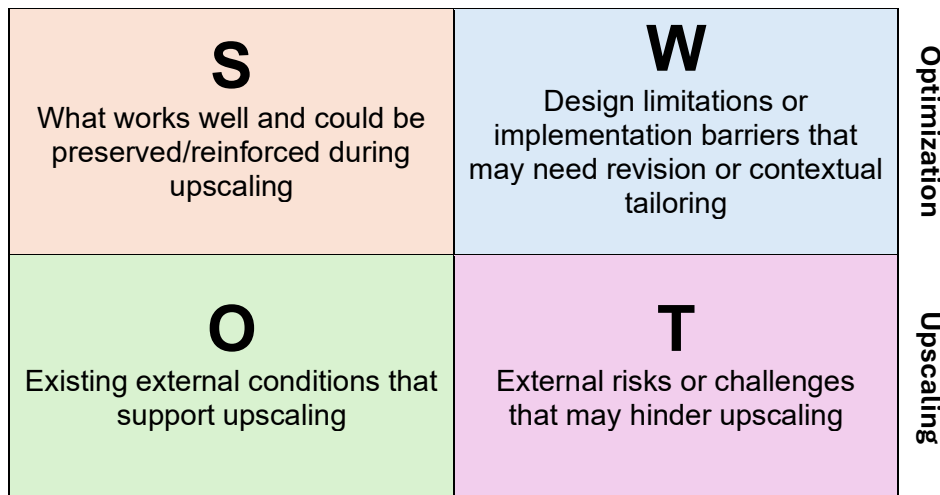 S
What works well and could be
preserved/reinforced during
upscaling
W
Design limitations or
implementation barriers that
may need revision or contextual
tailoring
Optimization
O
Existing external conditions that
support upscaling
T
External risks or challenges
that may hinder upscaling
Upscaling